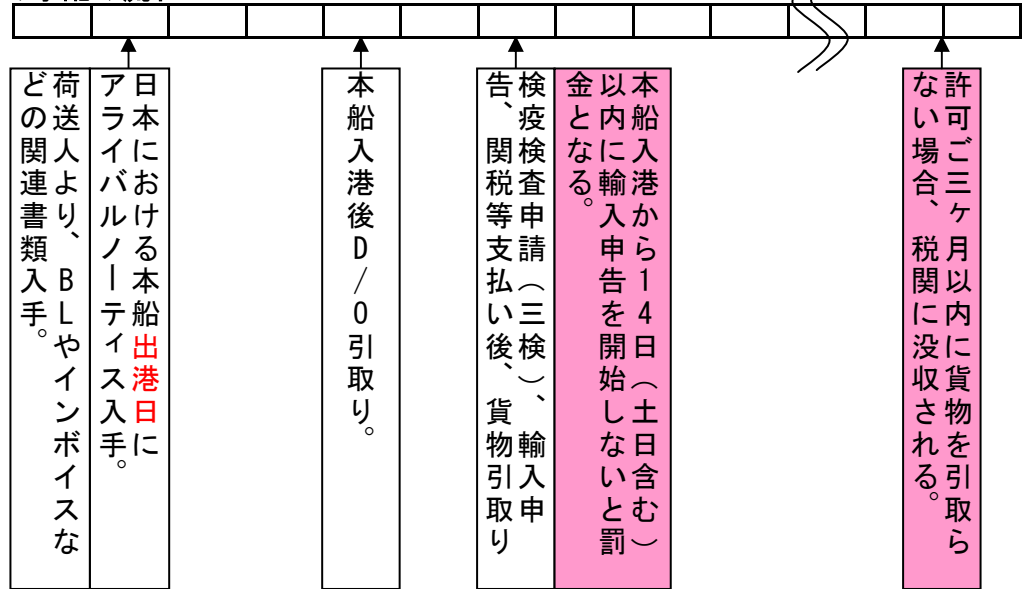 荷送人より、BLやインボイスな
どの関連書類入手。
日本における本船出港日に
アライバルノーティス入手。
本船入港後D/O引取り。
検疫検査申請(三検)、輸入申
告、関税等支払い後、貨物引取り
本船入港から14日(土日含む)
以内に輸入申告を開始しないと罰
金となる。
許可ご三ヶ月以内に貨物を引取ら
ない場合、税関に没収される。